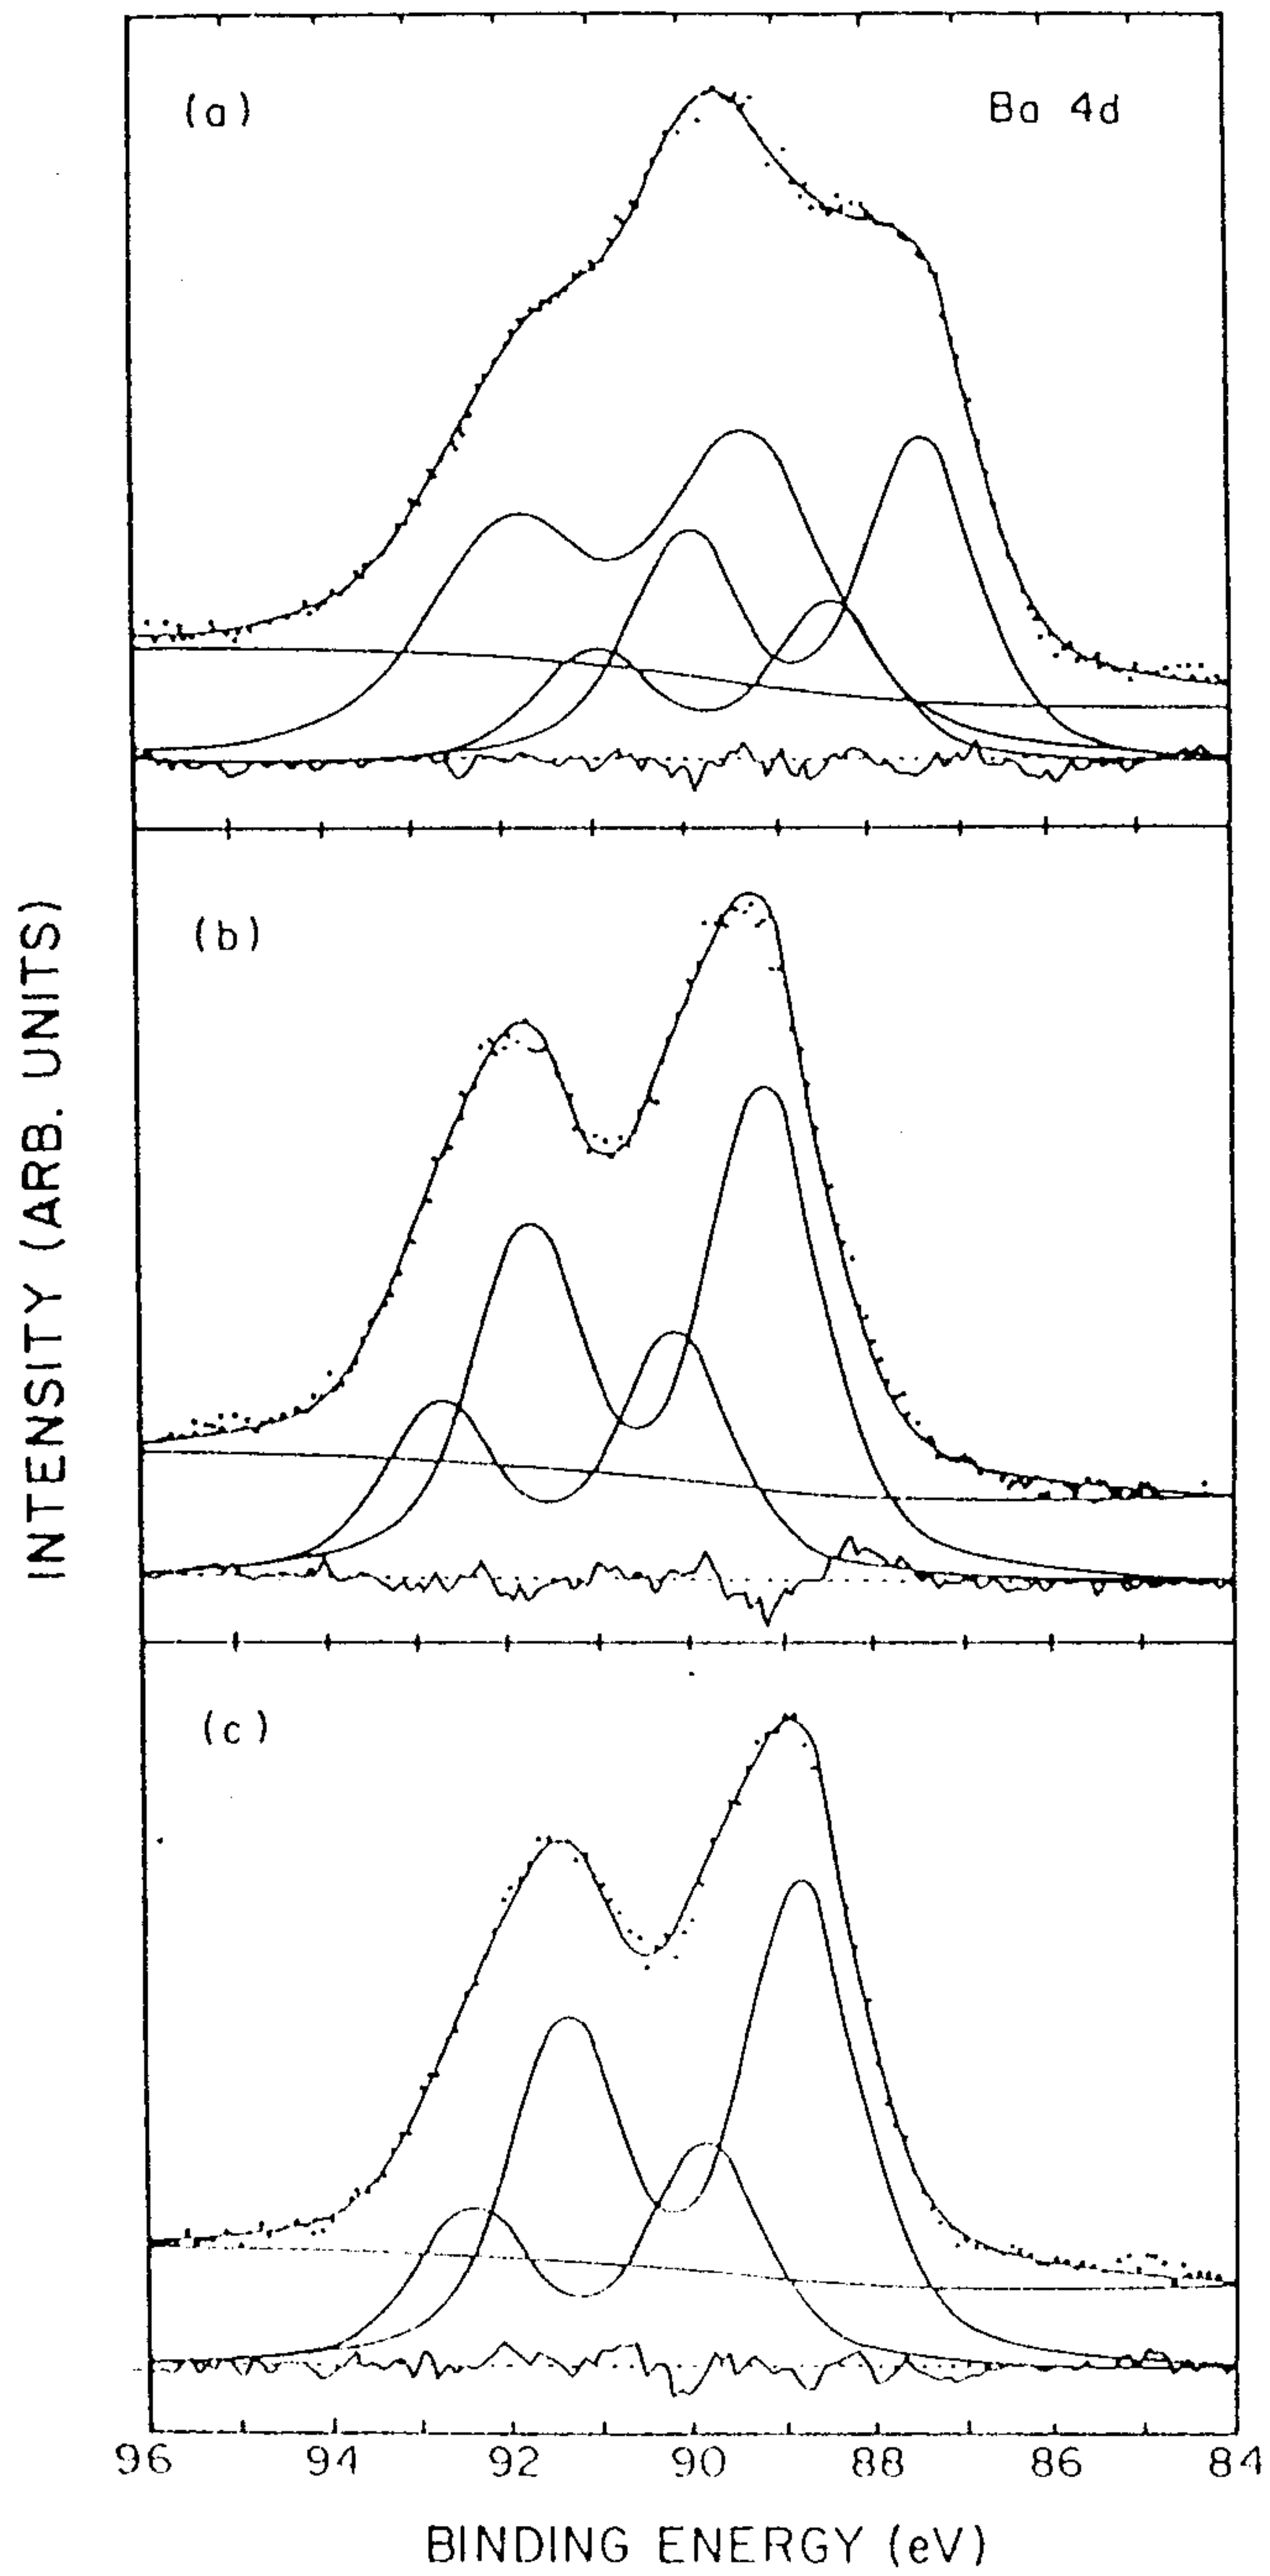 (a)
Ba 4d
(b)
(c)
INTENSITY (ARB. UNITS)
96 94 92 90 88 86 84
BINDING ENERGY (eV)